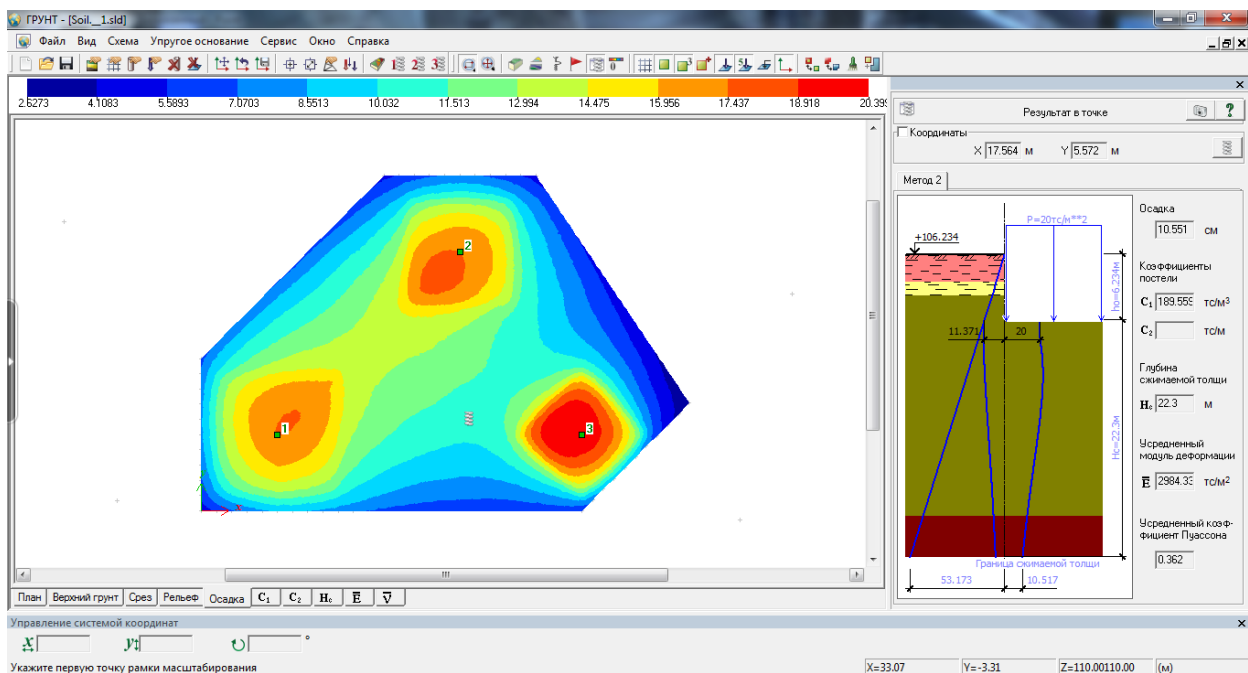 ГРУНТ - [Soil.__1.sld]
Файл Вид Схема Упругое основание Сервис Окно Справка
2.6273 4.1083 5.5893 7.0703 8.5513 10.032 11.513 12.994 14.475 15.956 17.437 18.918 20.399
Результат в точке
Координаты
X 17.564 м Y 5.572 м
Метод 2
P=20тс/м**2
+106.234
ho=6.234м
11.371 20
Hc=22.3м
Граница сжимаемой толщи
53.173 10.517
Осадка
10.551 см
Коэффициенты
постели
C1 189.559 тс/м3
C2 тс/м
Глубина
сжимаемой толщи
Hc 22.3 м
Усредненный
модуль деформации
E 2984.33 тс/м2
Усредненный коэф-
фициент Пуассона
0.362
2
1
3
x
План Верхний грунт Срез Рельеф Осадка C1 C2 Hc E V
Управление системой координат
X y °
Укажите первую точку рамки масштабирования
X=33.07 Y=-3.31 Z=110.00110.00 (м)